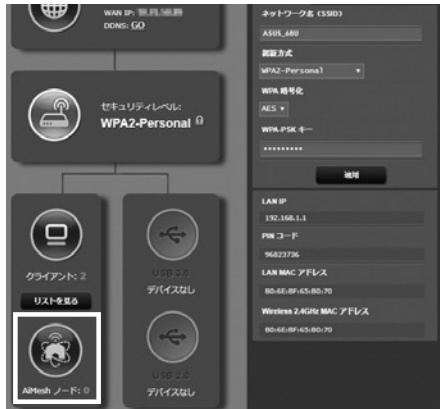 WAN IP:
DDNS: GO
セキュリティレベル:
WPA2-Personal
クライアント: 2
リストを見る
AiMesh ノード: 0
USB 2.0
デバイスなし
USB 2.0
デバイスなし
ネットワーク名 (SSID)
ASUS_68U
認証方式
WPA2-Personal
WPA 暗号化
AES
WPA-PSK キー
•••••••••
適用
LAN IP
192.168.1.1
PIN コード
96823736
LAN MAC アドレス
B0:6E:BF:65:B0:70
Wireless 2.4GHz MAC アドレス
B0:6E:BF:65:B0:70